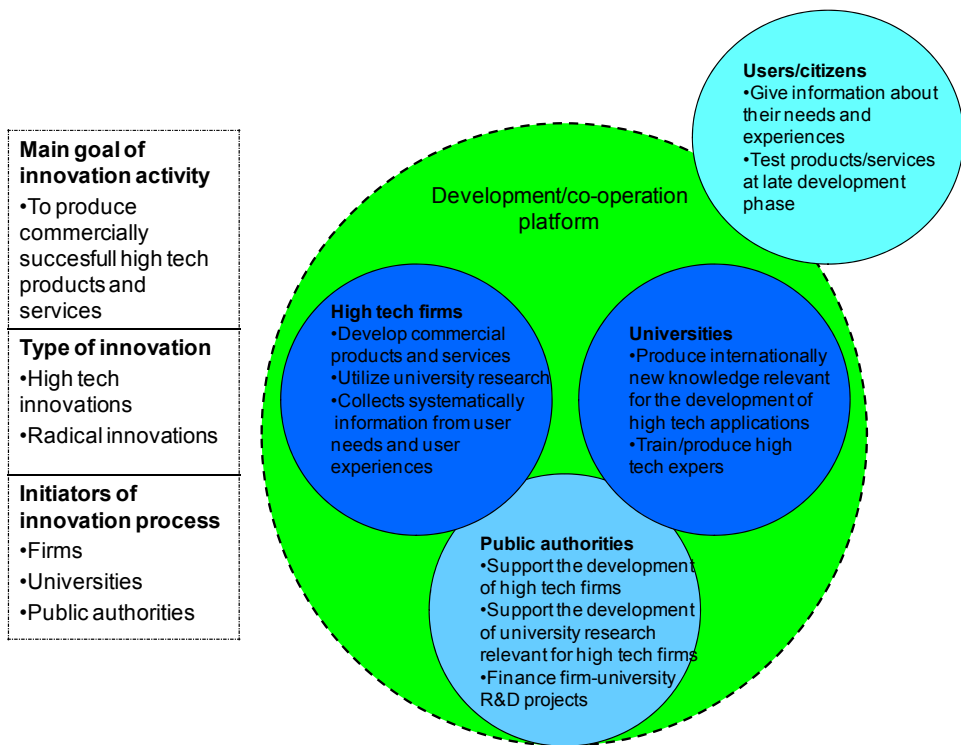 Main goal of
innovation activity
•To produce
commercially
succesfull high tech
products and
services
Type of innovation
•High tech
innovations
•Radical innovations
Initiators of
innovation process
•Firms
•Universities
•Public authorities
Development/co-operation
platform
Users/citizens
•Give information about
their needs and
experiences
•Test products/services
at late development
phase
High tech firms
•Develop commercial
products and services
•Utilize university research
•Collects systematically
information from user
needs and user
experiences
Universities
•Produce internationally
new knowledge relevant
for the development of
high tech applications
•Train/produce high
tech expers
Public authorities
•Support the development
of high tech firms
•Support the development
of university research
relevant for high tech firms
•Finance firm-university
R&D projects